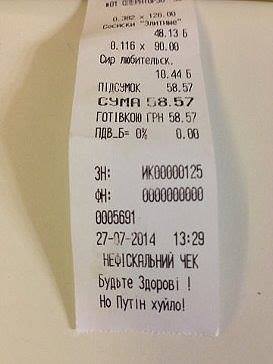 0.382 x 126.00
Сосиски "Элитные"
48.13 Б
0.116 x 90.00
Сир любительск.
10.44 Б
ПІДСУМОК 58.57
СУМА 58.57
ГОТІВКОЮ ГРН 58.57
ПДВ_Б= 0% 0.00
ЗН: ИК00000125
ФН: 0000000000
0005691
27-07-2014 13:29
НЕФІСКАЛЬНИЙ ЧЕК
Будьте Здорові !
Но Путін хуйло!